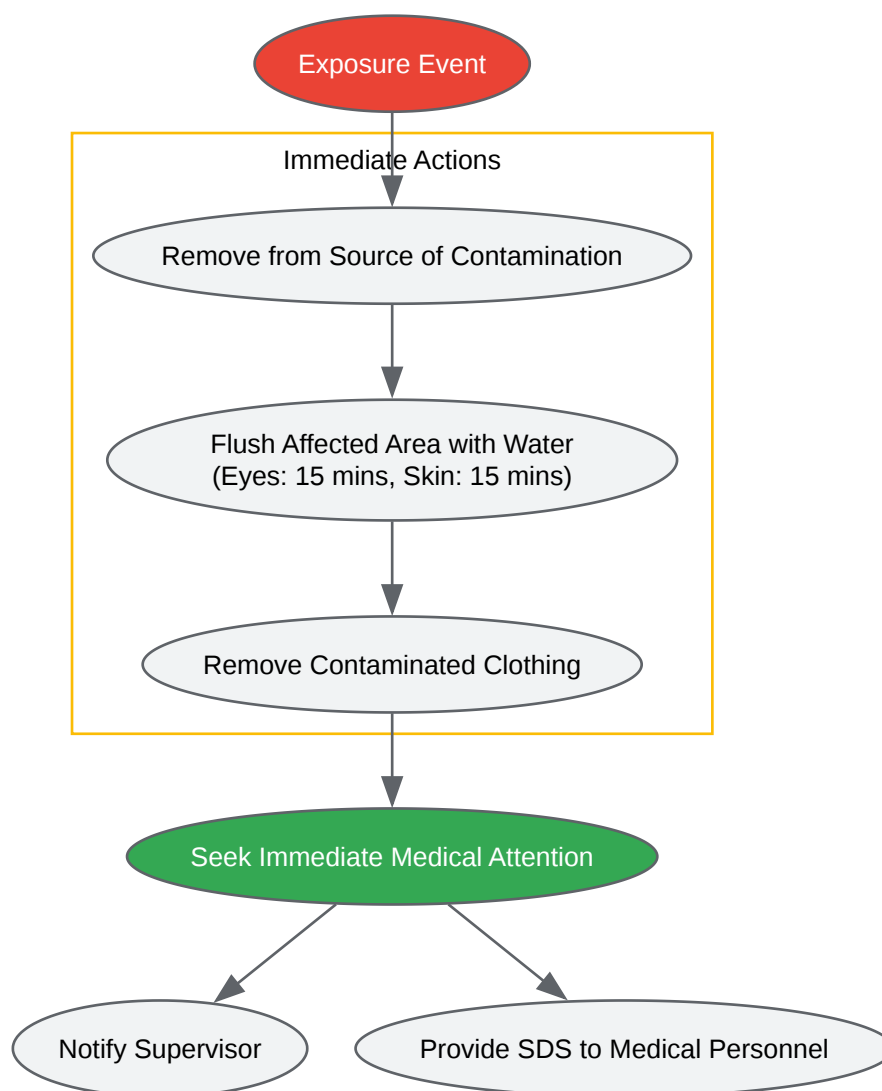 Exposure Event
Immediate Actions
Remove from Source of Contamination
Flush Affected Area with Water
(Eyes: 15 mins, Skin: 15 mins)
Remove Contaminated Clothing
Seek Immediate Medical Attention
Notify Supervisor
Provide SDS to Medical Personnel